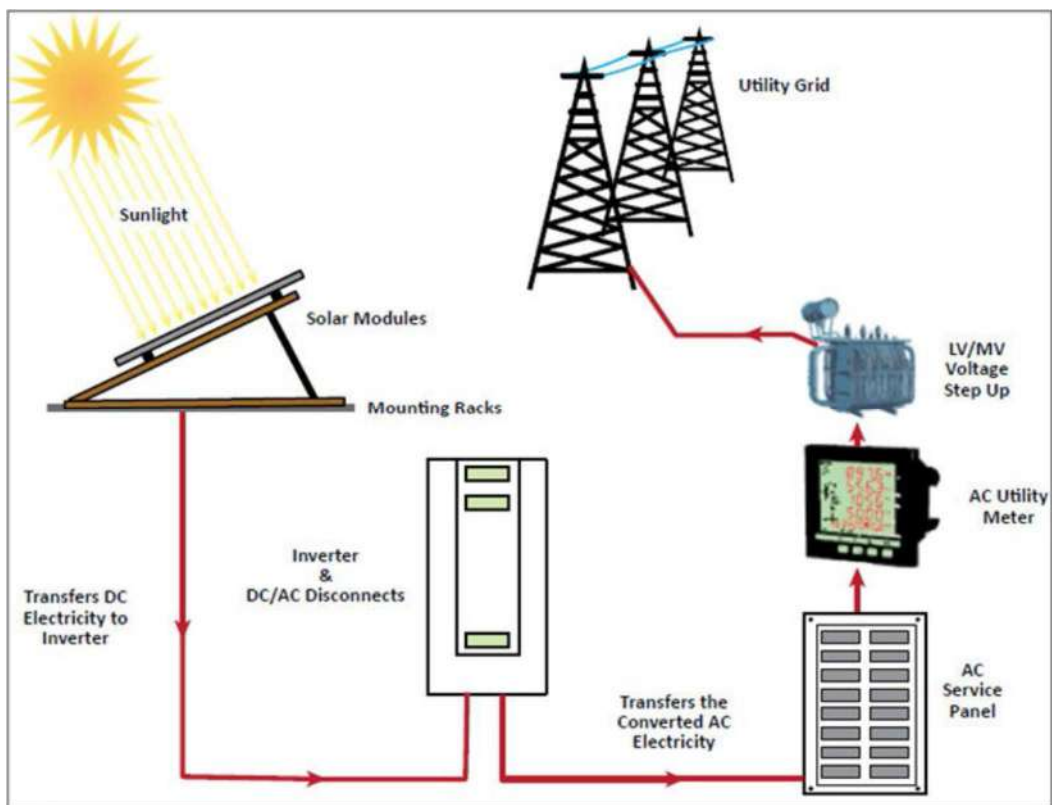 Utility Grid
Sunlight
Solar Modules
LV/MV
Voltage
Step Up
Mounting Racks
AC Utility
Meter
Inverter
&
DC/AC Disconnects
Transfers DC
Electricity to
Inverter
AC
Service
Panel
Transfers the
Converted AC
Electricity